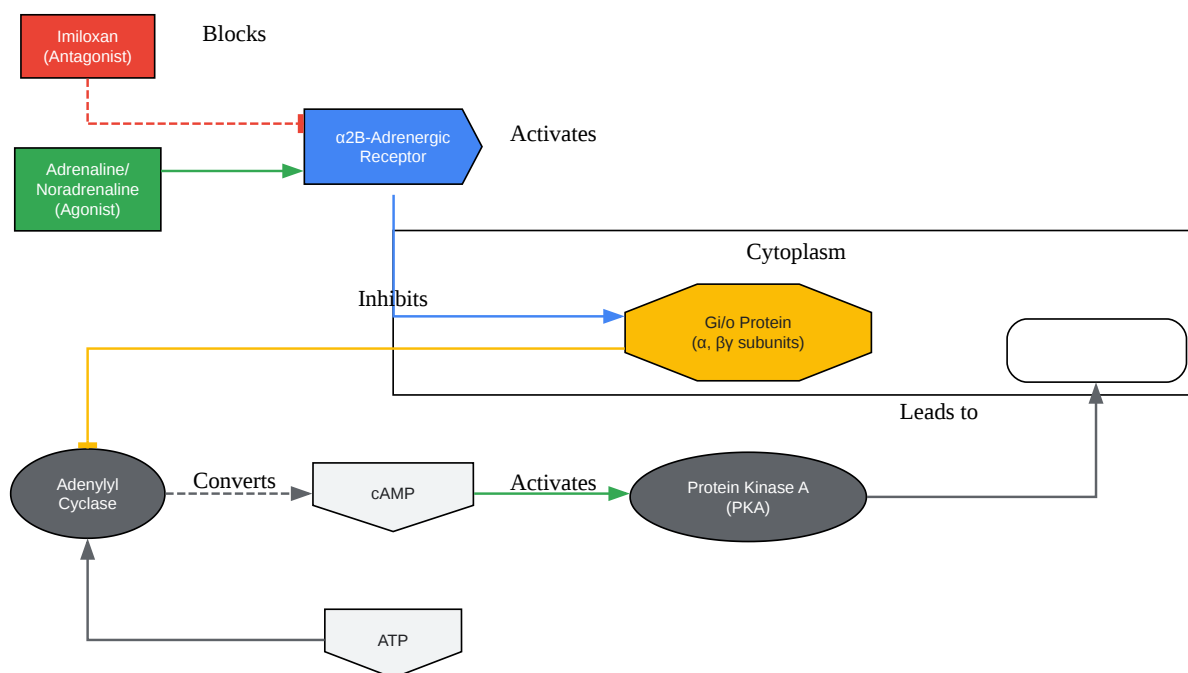 Imiloxan
(Antagonist)
Blocks
α2B-Adrenergic
Receptor
Activates
Adrenaline/
Noradrenaline
(Agonist)
Cytoplasm
Inhibits
Gi/o Protein
(α, βγ subunits)
Leads to
Adenylyl
Cyclase
Converts
cAMP
Activates
Protein Kinase A
(PKA)
ATP